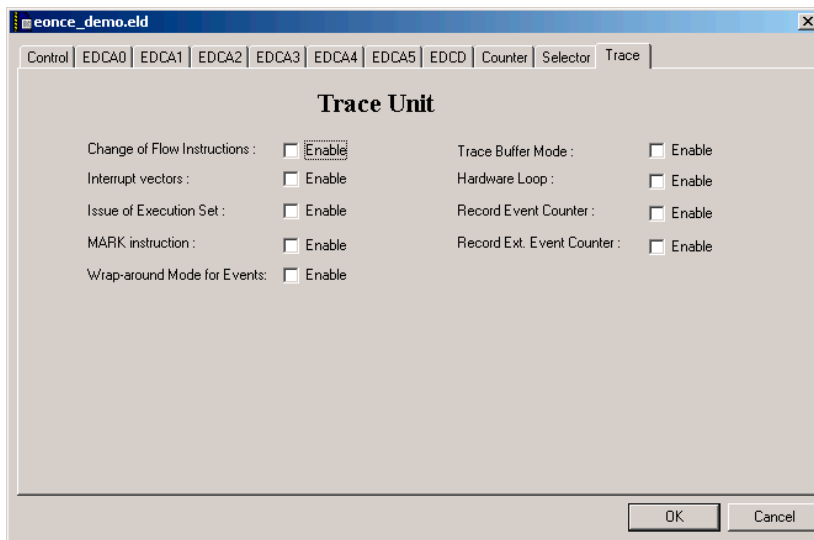 eonce_demo.eld
Control EDCA0 EDCA1 EDCA2 EDCA3 EDCA4 EDCA5 EDCD Counter Selector Trace
Trace Unit
Change of Flow Instructions : Enable Trace Buffer Mode : Enable
Interrupt vectors : Enable Hardware Loop : Enable
Issue of Execution Set : Enable Record Event Counter : Enable
MARK instruction : Enable Record Ext. Event Counter : Enable
Wrap-around Mode for Events: Enable
OK Cancel